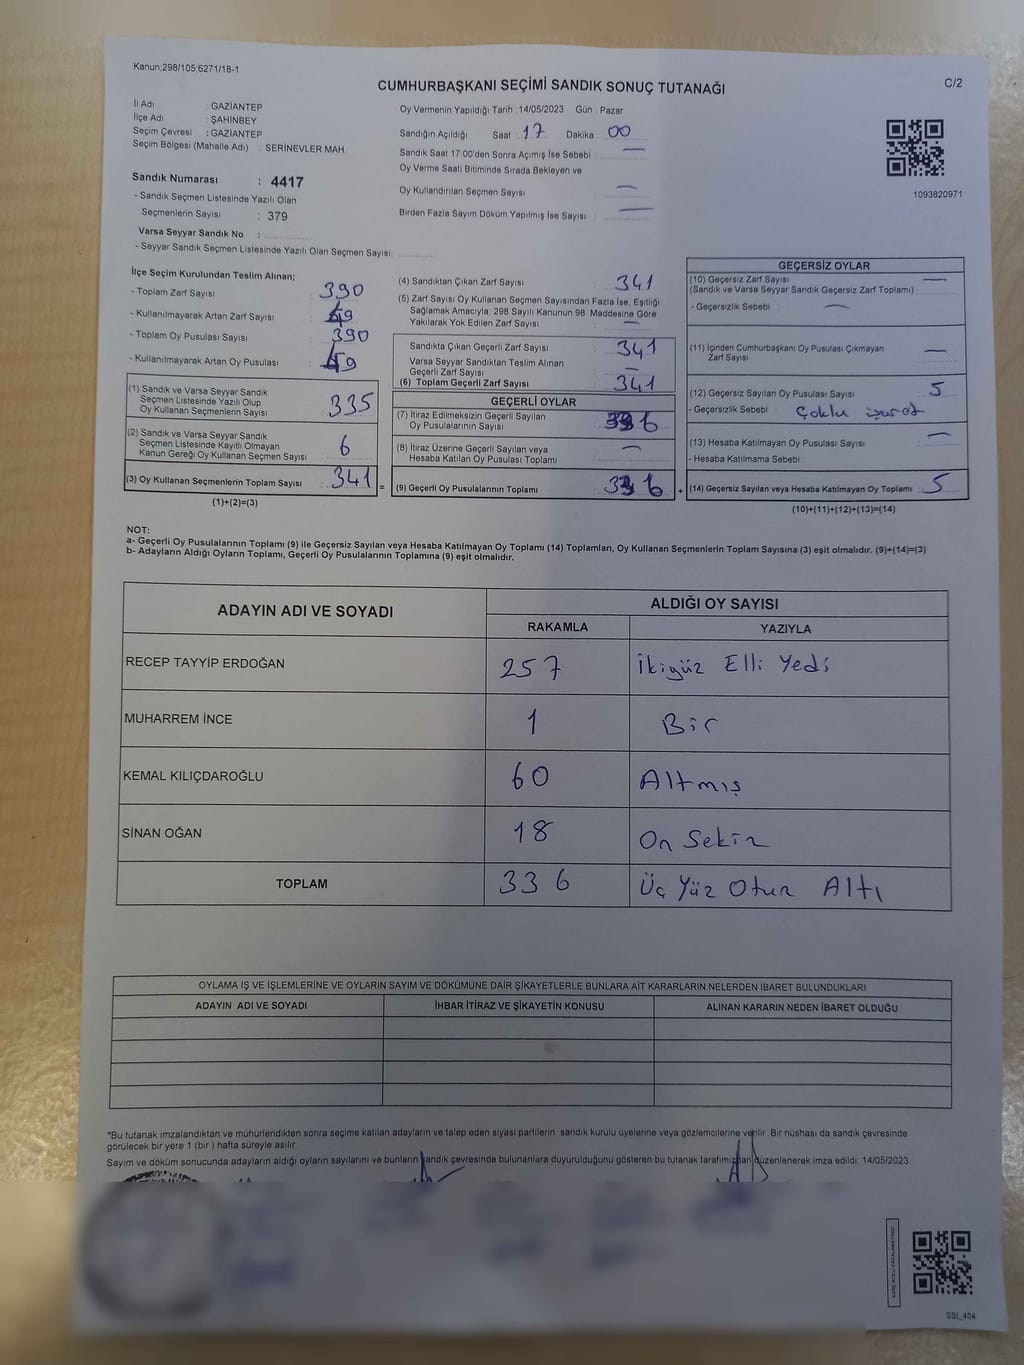 Kanun;298/105;6271/18-1
CUMHURBAŞKANI SEÇİMİ SANDIK SONUÇ TUTANAĞI
C/2
İl Adı : GAZİANTEP
İlçe Adı : ŞAHİNBEY
Seçim Çevresi : GAZİANTEP
Seçim Bölgesi (Mahalle Adı) : SERİNEVLER MAH.
Sandık Numarası : 4417
- Sandık Seçmen Listesinde Yazılı Olan
Seçmenlerin Sayısı : 379
Varsa Seyyar Sandık No :
- Seyyar Sandık Seçmen Listesinde Yazılı Olan Seçmen Sayısı:
Oy Vermenin Yapıldığı Tarih :14/05/2023 Gün : Pazar
Sandığın Açıldığı Saat : 17 Dakika : 00
Sandık Saat 17:00'den Sonra Açımış İse Sebebi : —
Oy Verme Saati Bitiminde Sırada Bekleyen ve
Oy Kullandırılan Seçmen Sayısı : —
Birden Fazla Sayım Döküm Yapılmış İse Sayısı : —
1093820971
İlçe Seçim Kurulundan Teslim Alınan;
- Toplam Zarf Sayısı : 390
- Kullanılmayarak Artan Zarf Sayısı : 49
- Toplam Oy Pusulası Sayısı : 390
- Kullanılmayarak Artan Oy Pusulası : 49
(1) Sandık ve Varsa Seyyar Sandık
Seçmen Listesinde Yazılı Olup
Oy Kullanan Seçmenlerin Sayısı : 335
(2) Sandık ve Varsa Seyyar Sandık
Seçmen Listesinde Kayıtlı Olmayan
Kanun Gereği Oy Kullanan Seçmen Sayısı : 6
(3) Oy Kullanan Seçmenlerin Toplam Sayısı : 341 =
(1)+(2)=(3)
(4) Sandıktan Çıkan Zarf Sayısı : 341
(5) Zarf Sayısı Oy Kullanan Seçmen Sayısından Fazla İse, Eşitliği
Sağlamak Amacıyla; 298 Sayılı Kanunun 98. Maddesine Göre
Yakılarak Yok Edilen Zarf Sayısı : —
Sandıkta Çıkan Geçerli Zarf Sayısı : 341
Varsa Seyyar Sandıktan Teslim Alınan
Geçerli Zarf Sayısı : —
(6) Toplam Geçerli Zarf Sayısı : 341
GEÇERLİ OYLAR
(7) İtiraz Edilmeksizin Geçerli Sayılan
Oy Pusulalarının Sayısı : 336
(8) İtiraz Üzerine Geçerli Sayılan veya
Hesaba Katılan Oy Pusulası Toplamı : —
(9) Geçerli Oy Pusulalarının Toplamı : 336 +
GEÇERSİZ OYLAR
(10) Geçersiz Zarf Sayısı —
(Sandık ve Varsa Seyyar Sandık Geçersiz Zarf Toplamı) :
- Geçersizlik Sebebi : —
(11) İçinden Cumhurbaşkanı Oy Pusulası Çıkmayan
Zarf Sayısı : —
(12) Geçersiz Sayılan Oy Pusulası Sayısı : 5
- Geçersizlik Sebebi : Çoklu işaret
(13) Hesaba Katılmayan Oy Pusulası Sayısı : —
- Hesaba Katılmama Sebebi :
(14) Geçersiz Sayılan veya Hesaba Katılmayan Oy Toplamı : 5
(10)+(11)+(12)+(13)=(14)
NOT:
a- Geçerli Oy Pusulalarının Toplamı (9) ile Geçersiz Sayılan veya Hesaba Katılmayan Oy Toplamı (14) Toplamları, Oy Kullanan Seçmenlerin Toplam Sayısına (3) eşit olmalıdır. (9)+(14)=(3)
b- Adayların Aldığı Oyların Toplamı, Geçerli Oy Pusulalarının Toplamına (9) eşit olmalıdır.
ADAYIN ADI VE SOYADI
ALDIĞI OY SAYISI
RAKAMLA YAZIYLA
RECEP TAYYİP ERDOĞAN 257 İkiyüz Elli Yedi
MUHARREM İNCE 1 Bir
KEMAL KILIÇDAROĞLU 60 Altmış
SİNAN OĞAN 18 On Sekiz
TOPLAM 336 Üç Yüz Otuz Altı
OYLAMA İŞ VE İŞLEMLERİNE VE OYLARIN SAYIM VE DÖKÜMÜNE DAİR ŞİKAYETLERLE BUNLARA AİT KARARLARIN NELERDEN İBARET BULUNDUKLARI
ADAYIN ADI VE SOYADI İHBAR İTİRAZ VE ŞİKAYETİN KONUSU ALINAN KARARIN NEDEN İBARET OLDUĞU
*Bu tutanak imzalandıktan ve mühürlendikten sonra seçime katılan adayların ve talep eden siyasi partilerin sandık kurulu üyelerine veya gözlemcilerine verilir. Bir nüshası da sandık çevresinde
görülecek bir yere 1 (bir ) hafta süreyle asılır.
Sayım ve döküm sonucunda adayların aldığı oyların sayılarını ve bunların sandık çevresinde bulunanlara duyurulduğunu gösteren bu tutanak tarafımızdan düzenlenerek imza edildi. 14/05/2023
SSI_404